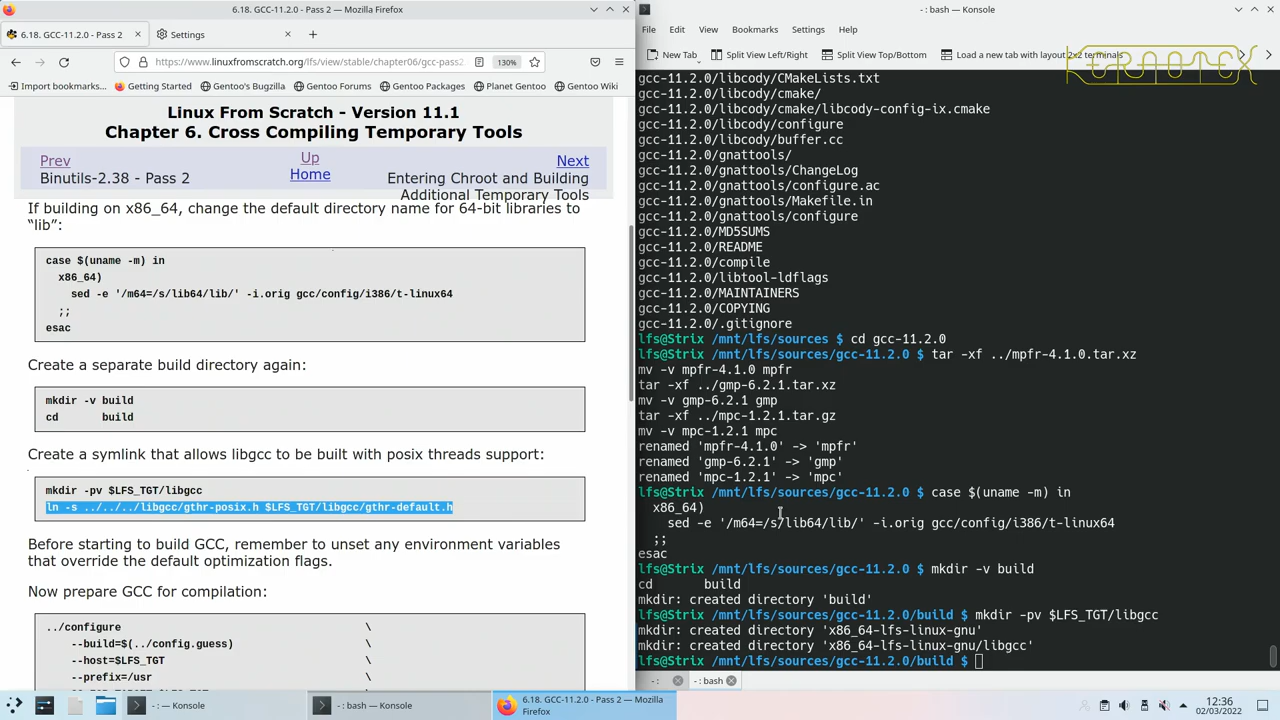 6.18. GCC-11.2.0 - Pass 2 — Mozilla Firefox
6.18. GCC-11.2.0 - Pass 2
Settings
https://www.linuxfromscratch.org/lfs/view/stable/chapter06/gcc-pass2
130%
Import bookmarks...
Getting Started
Gentoo's Bugzilla
Gentoo Forums
Gentoo Packages
Planet Gentoo
Gentoo Wiki
Linux From Scratch - Version 11.1
Chapter 6. Cross Compiling Temporary Tools
Prev
Up
Next
Binutils-2.38 - Pass 2
Home
Entering Chroot and Building
Additional Temporary Tools
If building on x86_64, change the default directory name for 64-bit libraries to
“lib”:
case $(uname -m) in
x86_64)
sed -e '/m64=/s/lib64/lib/' -i.orig gcc/config/i386/t-linux64
;;
esac
Create a separate build directory again:
mkdir -v build
cd       build
Create a symlink that allows libgcc to be built with posix threads support:
mkdir -pv $LFS_TGT/libgcc
ln -s ../../../libgcc/gthr-posix.h $LFS_TGT/libgcc/gthr-default.h
Before starting to build GCC, remember to unset any environment variables
that override the default optimization flags.
Now prepare GCC for compilation:
../configure \
--build=$(../config.guess) \
--host=$LFS_TGT \
--prefix=/usr \
- : bash — Konsole
File
Edit
View
Bookmarks
Settings
Help
New Tab
Split View Left/Right
Split View Top/Bottom
Load a new tab with layout 2x2 terminals
KERNOTEX
gcc-11.2.0/libcody/CMakeLists.txt
gcc-11.2.0/libcody/cmake/
gcc-11.2.0/libcody/cmake/libcody-config-ix.cmake
gcc-11.2.0/libcody/configure
gcc-11.2.0/libcody/buffer.cc
gcc-11.2.0/gnattools/
gcc-11.2.0/gnattools/ChangeLog
gcc-11.2.0/gnattools/configure.ac
gcc-11.2.0/gnattools/Makefile.in
gcc-11.2.0/gnattools/configure
gcc-11.2.0/MD5SUMS
gcc-11.2.0/README
gcc-11.2.0/compile
gcc-11.2.0/libtool-ldflags
gcc-11.2.0/MAINTAINERS
gcc-11.2.0/COPYING
gcc-11.2.0/.gitignore
lfs@Strix /mnt/lfs/sources $ cd gcc-11.2.0
lfs@Strix /mnt/lfs/sources/gcc-11.2.0 $ tar -xf ../mpfr-4.1.0.tar.xz
mv -v mpfr-4.1.0 mpfr
tar -xf ../gmp-6.2.1.tar.xz
mv -v gmp-6.2.1 gmp
tar -xf ../mpc-1.2.1.tar.gz
mv -v mpc-1.2.1 mpc
renamed 'mpfr-4.1.0' -> 'mpfr'
renamed 'gmp-6.2.1' -> 'gmp'
renamed 'mpc-1.2.1' -> 'mpc'
lfs@Strix /mnt/lfs/sources/gcc-11.2.0 $ case $(uname -m) in
x86_64)
sed -e '/m64=/s/lib64/lib/' -i.orig gcc/config/i386/t-linux64
;;
esac
lfs@Strix /mnt/lfs/sources/gcc-11.2.0 $ mkdir -v build
cd       build
mkdir: created directory 'build'
lfs@Strix /mnt/lfs/sources/gcc-11.2.0/build $ mkdir -pv $LFS_TGT/libgcc
mkdir: created directory 'x86_64-lfs-linux-gnu'
mkdir: created directory 'x86_64-lfs-linux-gnu/libgcc'
lfs@Strix /mnt/lfs/sources/gcc-11.2.0/build $
- :
- : bash
- : — Konsole
- : bash — Konsole
6.18. GCC-11.2.0 - Pass 2 — Mozilla
Firefox
12:36
02/03/2022